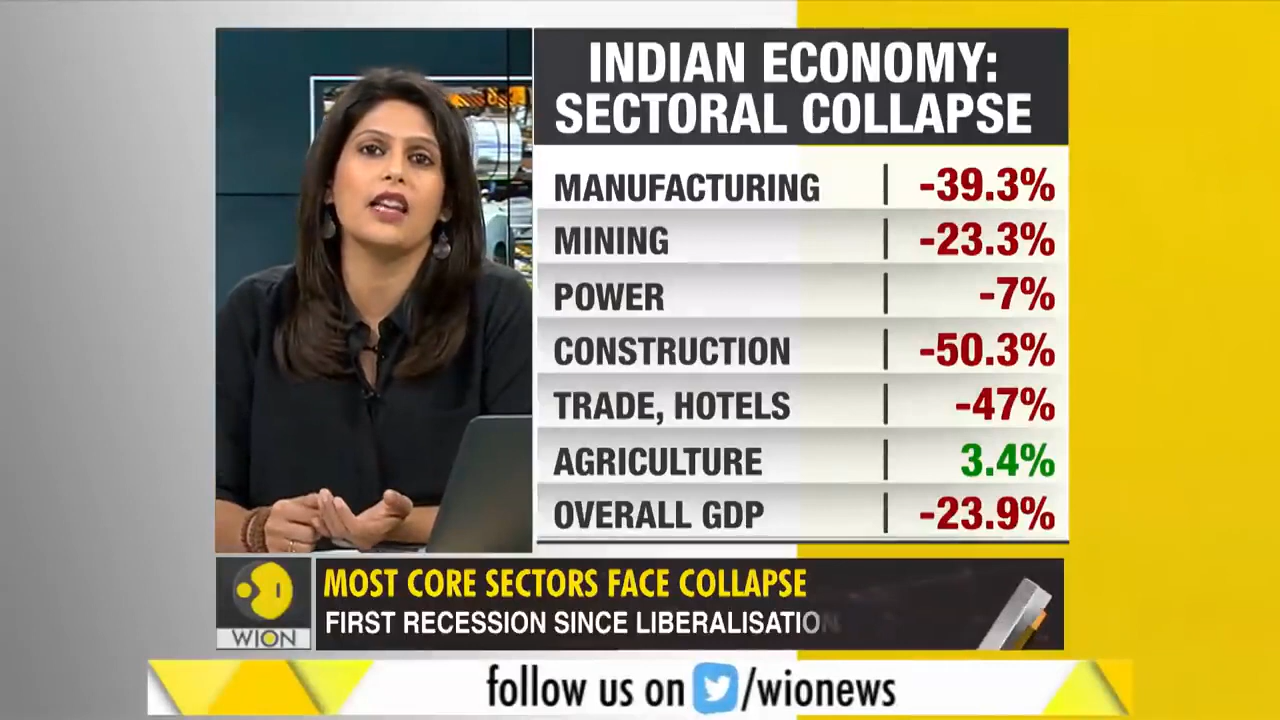 INDIAN ECONOMY:
SECTORAL COLLAPSE
MANUFACTURING -39.3%
MINING -23.3%
POWER -7%
CONSTRUCTION -50.3%
TRADE, HOTELS -47%
AGRICULTURE 3.4%
OVERALL GDP -23.9%
MOST CORE SECTORS FACE COLLAPSE
FIRST RECESSION SINCE LIBERALISATION
WION
follow us on /wionews